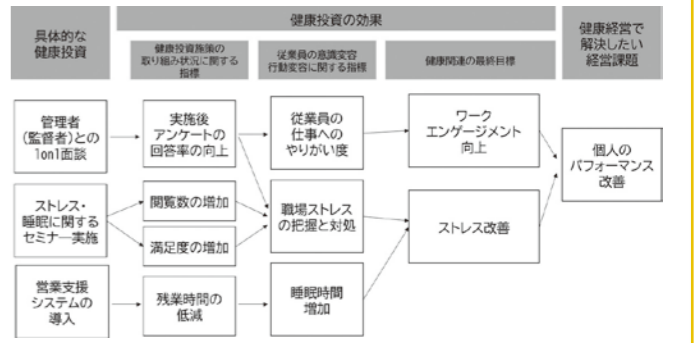 具体的な
健康投資
健康投資の効果
健康投資施策の
取り組み状況に関する
指標
従業員の意識変容
行動変容に関する指標
健康関連の最終目標
健康経営で
解決したい
経営課題
管理者
(監督者)との
1on1面談
実施後
アンケートの
回答率の向上
従業員の
仕事への
やりがい度
ワーク
エンゲージメント
向上
個人の
パフォーマンス
改善
ストレス・
睡眠に関する
セミナー実施
閲覧数の増加
満足度の増加
職場ストレス
の把握と対処
ストレス改善
営業支援
システムの
導入
残業時間の
低減
睡眠時間
増加